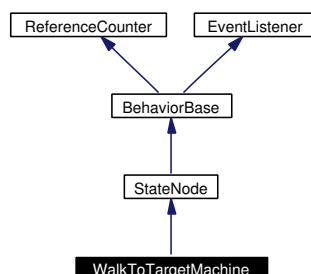 ReferenceCounter EventListener
BehaviorBase
StateNode
WalkToTargetMachine